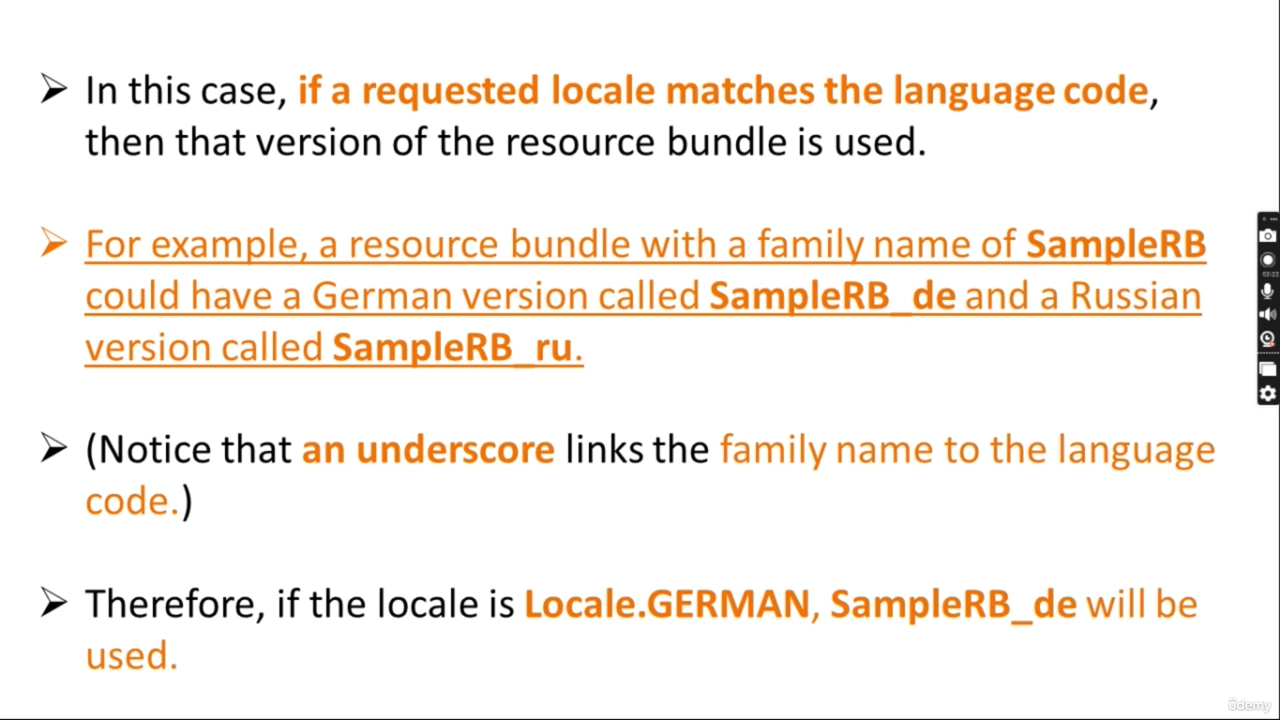 ➢ In this case, if a requested locale matches the language code,
then that version of the resource bundle is used.
➢ For example, a resource bundle with a family name of SampleRB
could have a German version called SampleRB_de and a Russian
version called SampleRB_ru.
➢ (Notice that an underscore links the family name to the language
code.)
➢ Therefore, if the locale is Locale.GERMAN, SampleRB_de will be
used.
ûdemy